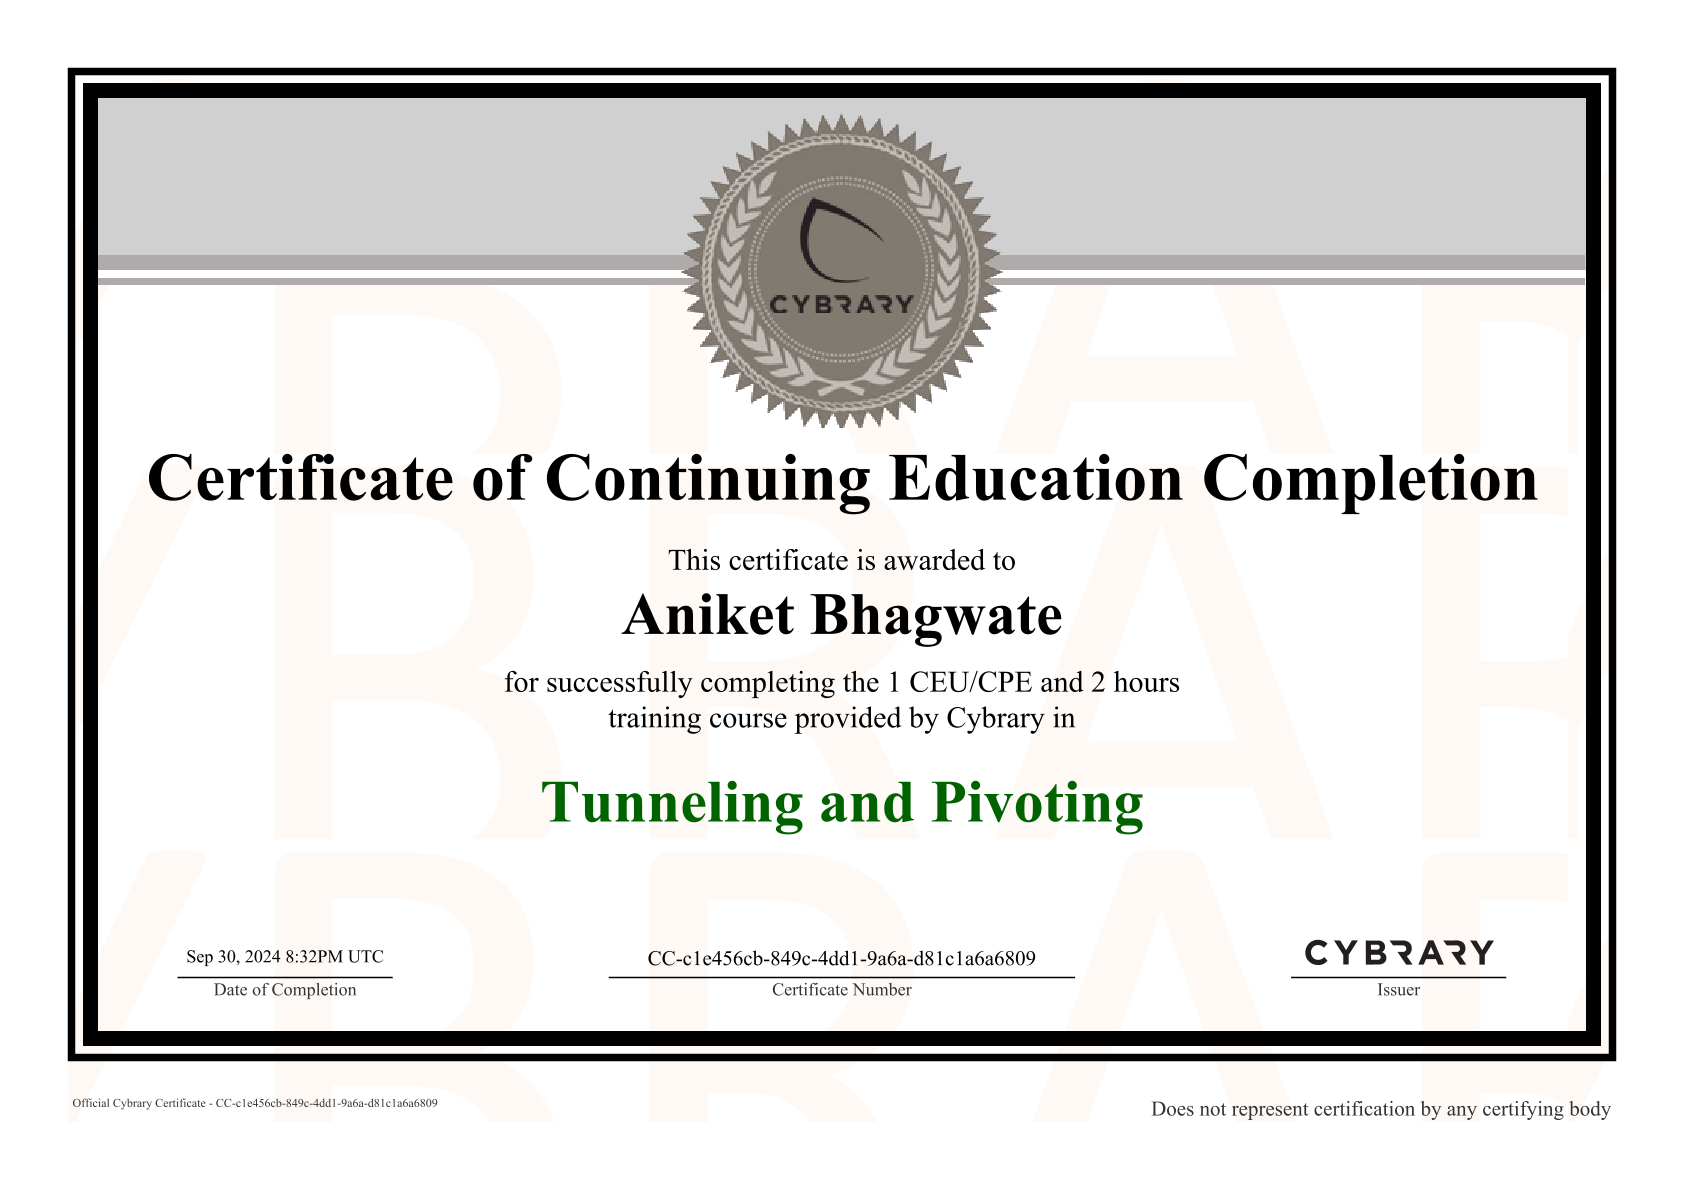 CYBRARY
Certificate of Continuing Education Completion
This certificate is awarded to
Aniket Bhagwate
for successfully completing the 1 CEU/CPE and 2 hours
training course provided by Cybrary in
Tunneling and Pivoting
Sep 30, 2024 8:32PM UTC
Date of Completion
CC-c1e456cb-849c-4dd1-9a6a-d81c1a6a6809
Certificate Number
CYBRARY
Issuer
Official Cybrary Certificate - CC-c1e456cb-849c-4dd1-9a6a-d81c1a6a6809
Does not represent certification by any certifying body